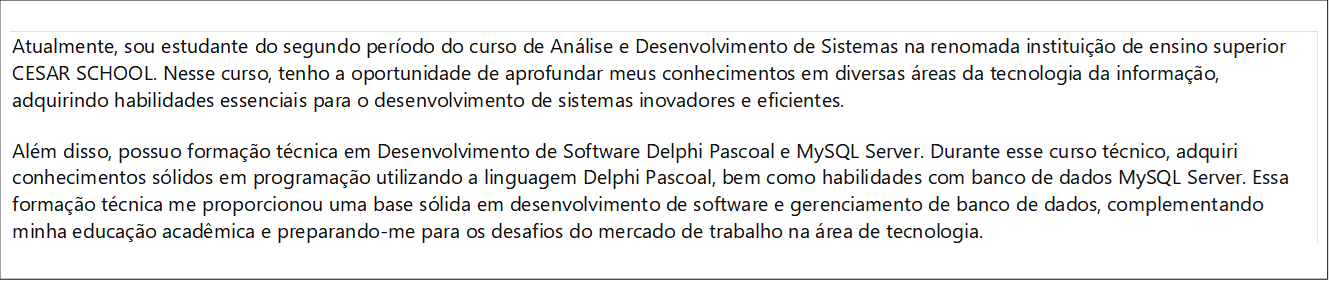 Atualmente, sou estudante do segundo período do curso de Análise e Desenvolvimento de Sistemas na renomada instituição de ensino superior
CESAR SCHOOL. Nesse curso, tenho a oportunidade de aprofundar meus conhecimentos em diversas áreas da tecnologia da informação,
adquirindo habilidades essenciais para o desenvolvimento de sistemas inovadores e eficientes.
Além disso, possuo formação técnica em Desenvolvimento de Software Delphi Pascoal e MySQL Server. Durante esse curso técnico, adquiri
conhecimentos sólidos em programação utilizando a linguagem Delphi Pascoal, bem como habilidades com banco de dados MySQL Server. Essa
formação técnica me proporcionou uma base sólida em desenvolvimento de software e gerenciamento de banco de dados, complementando
minha educação acadêmica e preparando-me para os desafios do mercado de trabalho na área de tecnologia.